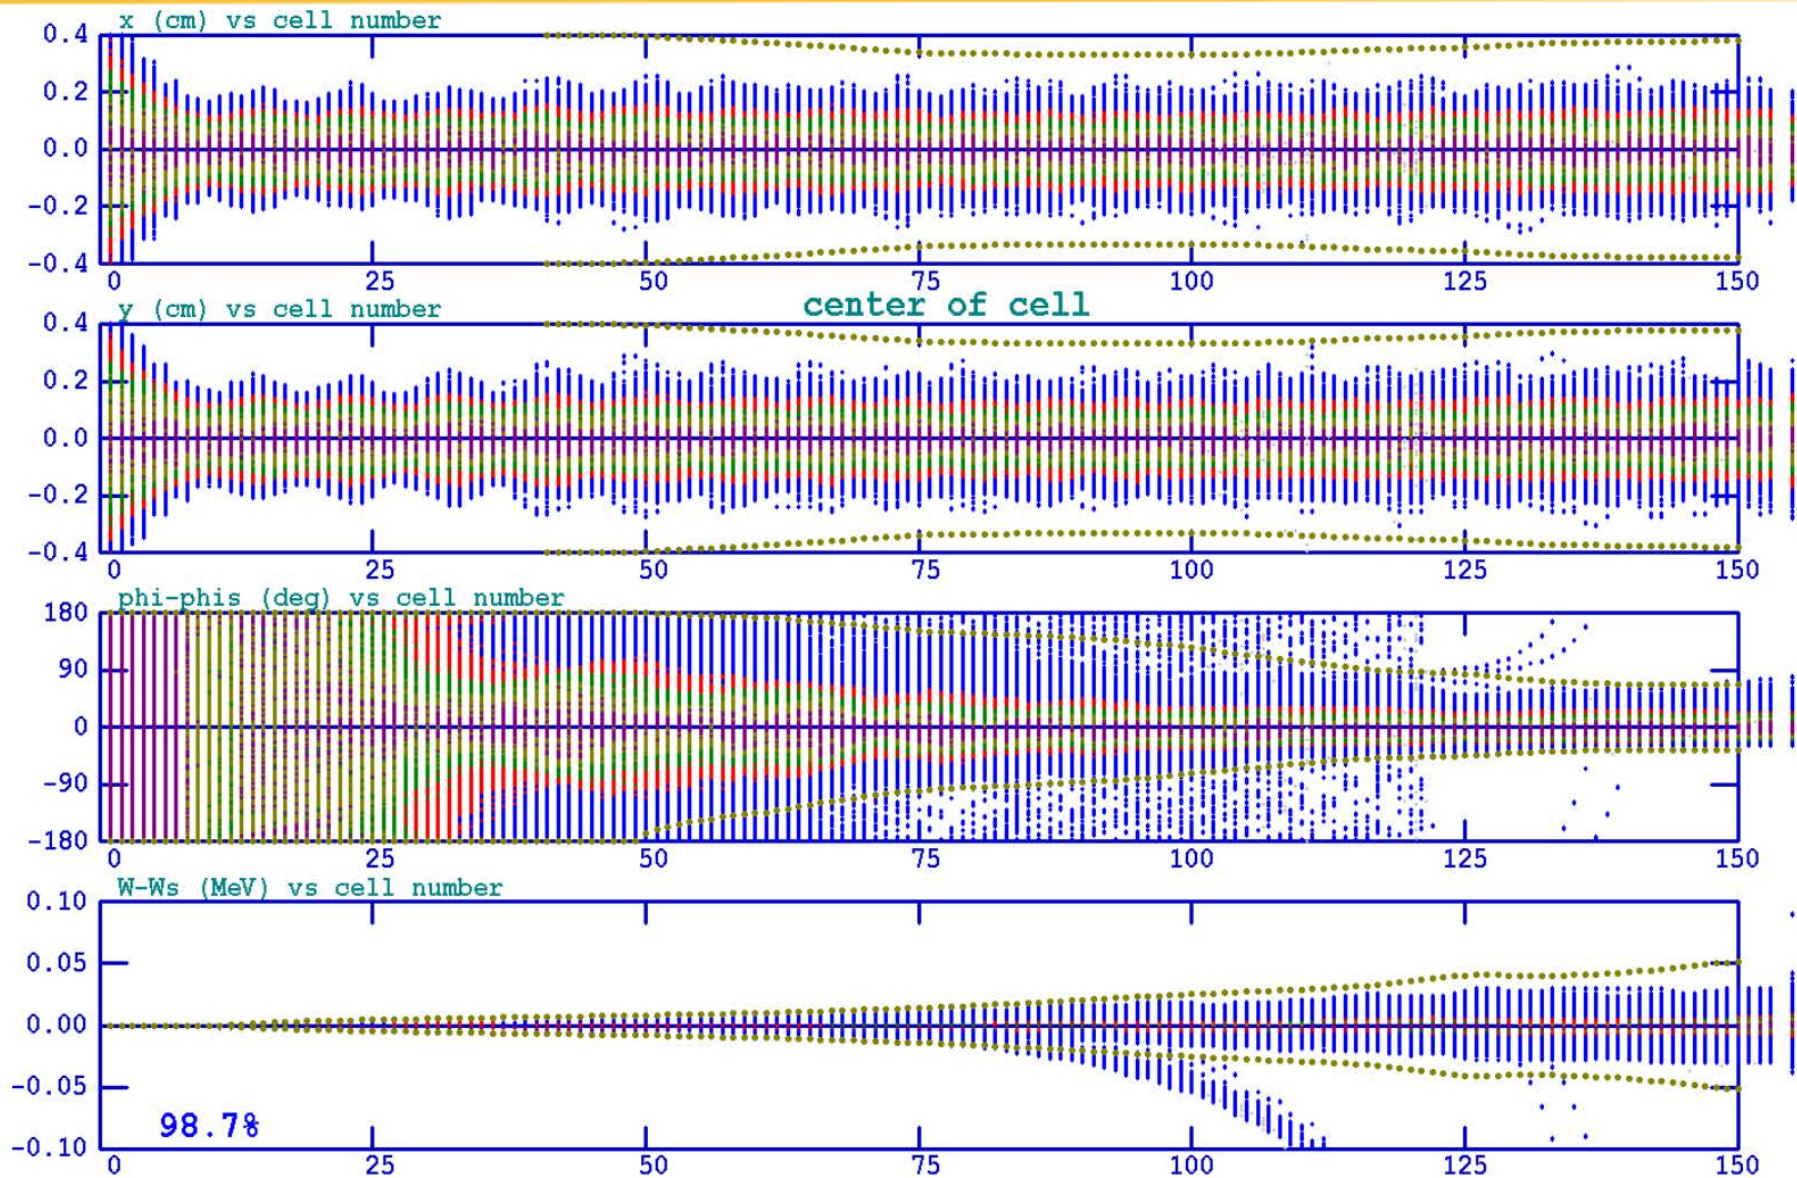 x (cm) vs cell number
0.4
0.2
0.0
-0.2
-0.4
0 25 50 75 100 125 150
y (cm) vs cell number
center of cell
0.4
0.2
0.0
-0.2
-0.4
0 25 50 75 100 125 150
phi-phis (deg) vs cell number
180
90
0
-90
-180
0 25 50 75 100 125 150
W-Ws (MeV) vs cell number
0.10
0.05
0.00
-0.05
98.7%
-0.10
0 25 50 75 100 125 150